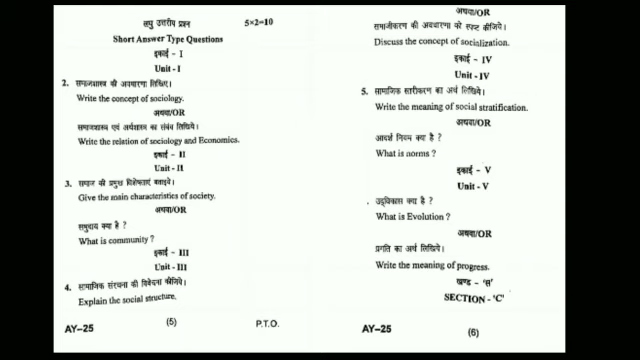 लघु उत्तरीय प्रश्न 5×2=10
Short Answer Type Questions
इकाई – I
Unit - I
2. समाजशास्त्र की अवधारणा लिखिए।
Write the concept of sociology.
अथवा/OR
समाजशास्त्र एवं अर्थशास्त्र का संबंध लिखिये।
Write the relation of sociology and Economics.
इकाई – II
Unit - II
3. समाज की प्रमुख विशेषताएं बताइये।
Give the main characteristics of society.
अथवा/OR
समुदाय क्या है ?
What is community ?
इकाई – III
Unit - III
4. सामाजिक संरचना की विवेचना कीजिये।
Explain the social structure.
AY–25 (5) P.T.O.
अथवा/OR
समाजीकरण की अवधारणा को स्पष्ट कीजिये।
Discuss the concept of socialization.
इकाई – IV
Unit - IV
5. सामाजिक स्तरीकरण का अर्थ लिखिये।
Write the meaning of social stratification.
अथवा/OR
आदर्श नियम क्या है ?
What is norms ?
इकाई – V
Unit - V
उद्विकास क्या है ?
What is Evolution ?
अथवा/OR
प्रगति का अर्थ लिखिये।
Write the meaning of progress.
खण्ड – 'स'
SECTION - 'C'
AY–25 (6)